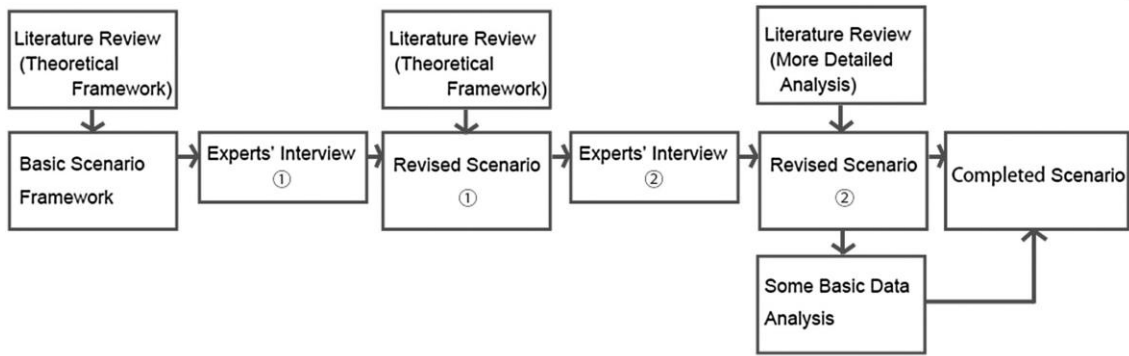 Literature Review
(Theoretical
Framework)
Literature Review
(Theoretical
Framework)
Literature Review
(More Detailed
Analysis)
Basic Scenario
Framework
Experts' Interview
①
Revised Scenario
①
Experts' Interview
②
Revised Scenario
②
Completed Scenario
Some Basic Data
Analysis